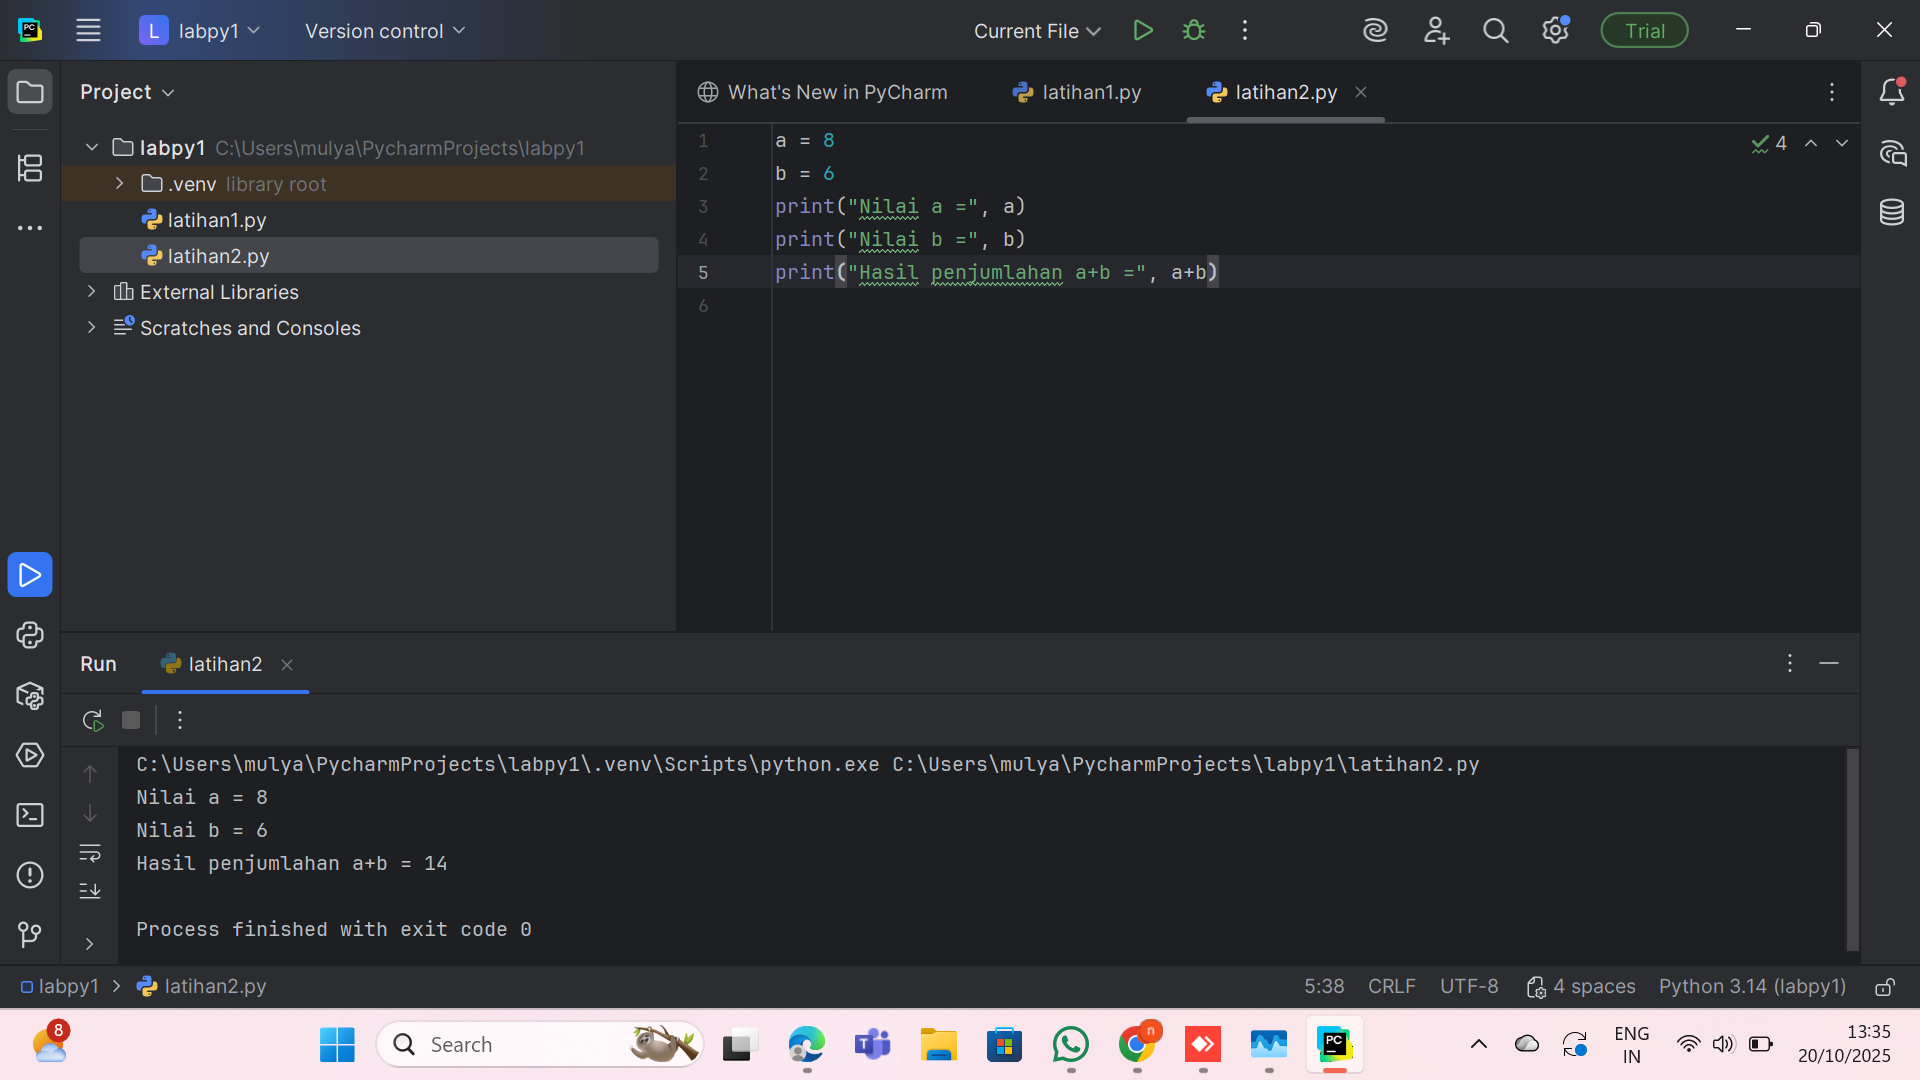 PC
L labpy1
Version control
Current File
Trial
Project
What's New in PyCharm
latihan1.py
latihan2.py
labpy1 C:\Users\mulya\PycharmProjects\labpy1
.venv library root
latihan1.py
latihan2.py
External Libraries
Scratches and Consoles
4
1 a = 8
2 b = 6
3 print("Nilai a =", a)
4 print("Nilai b =", b)
5 print("Hasil penjumlahan a+b =", a+b)
6
Run latihan2
C:\Users\mulya\PycharmProjects\labpy1\.venv\Scripts\python.exe C:\Users\mulya\PycharmProjects\labpy1\latihan2.py
Nilai a = 8
Nilai b = 6
Hasil penjumlahan a+b = 14
Process finished with exit code 0
labpy1 > latihan2.py
5:38 CRLF UTF-8 4 spaces Python 3.14 (labpy1)
8
Search
T
n
PC
ENG
IN
13:35
20/10/2025